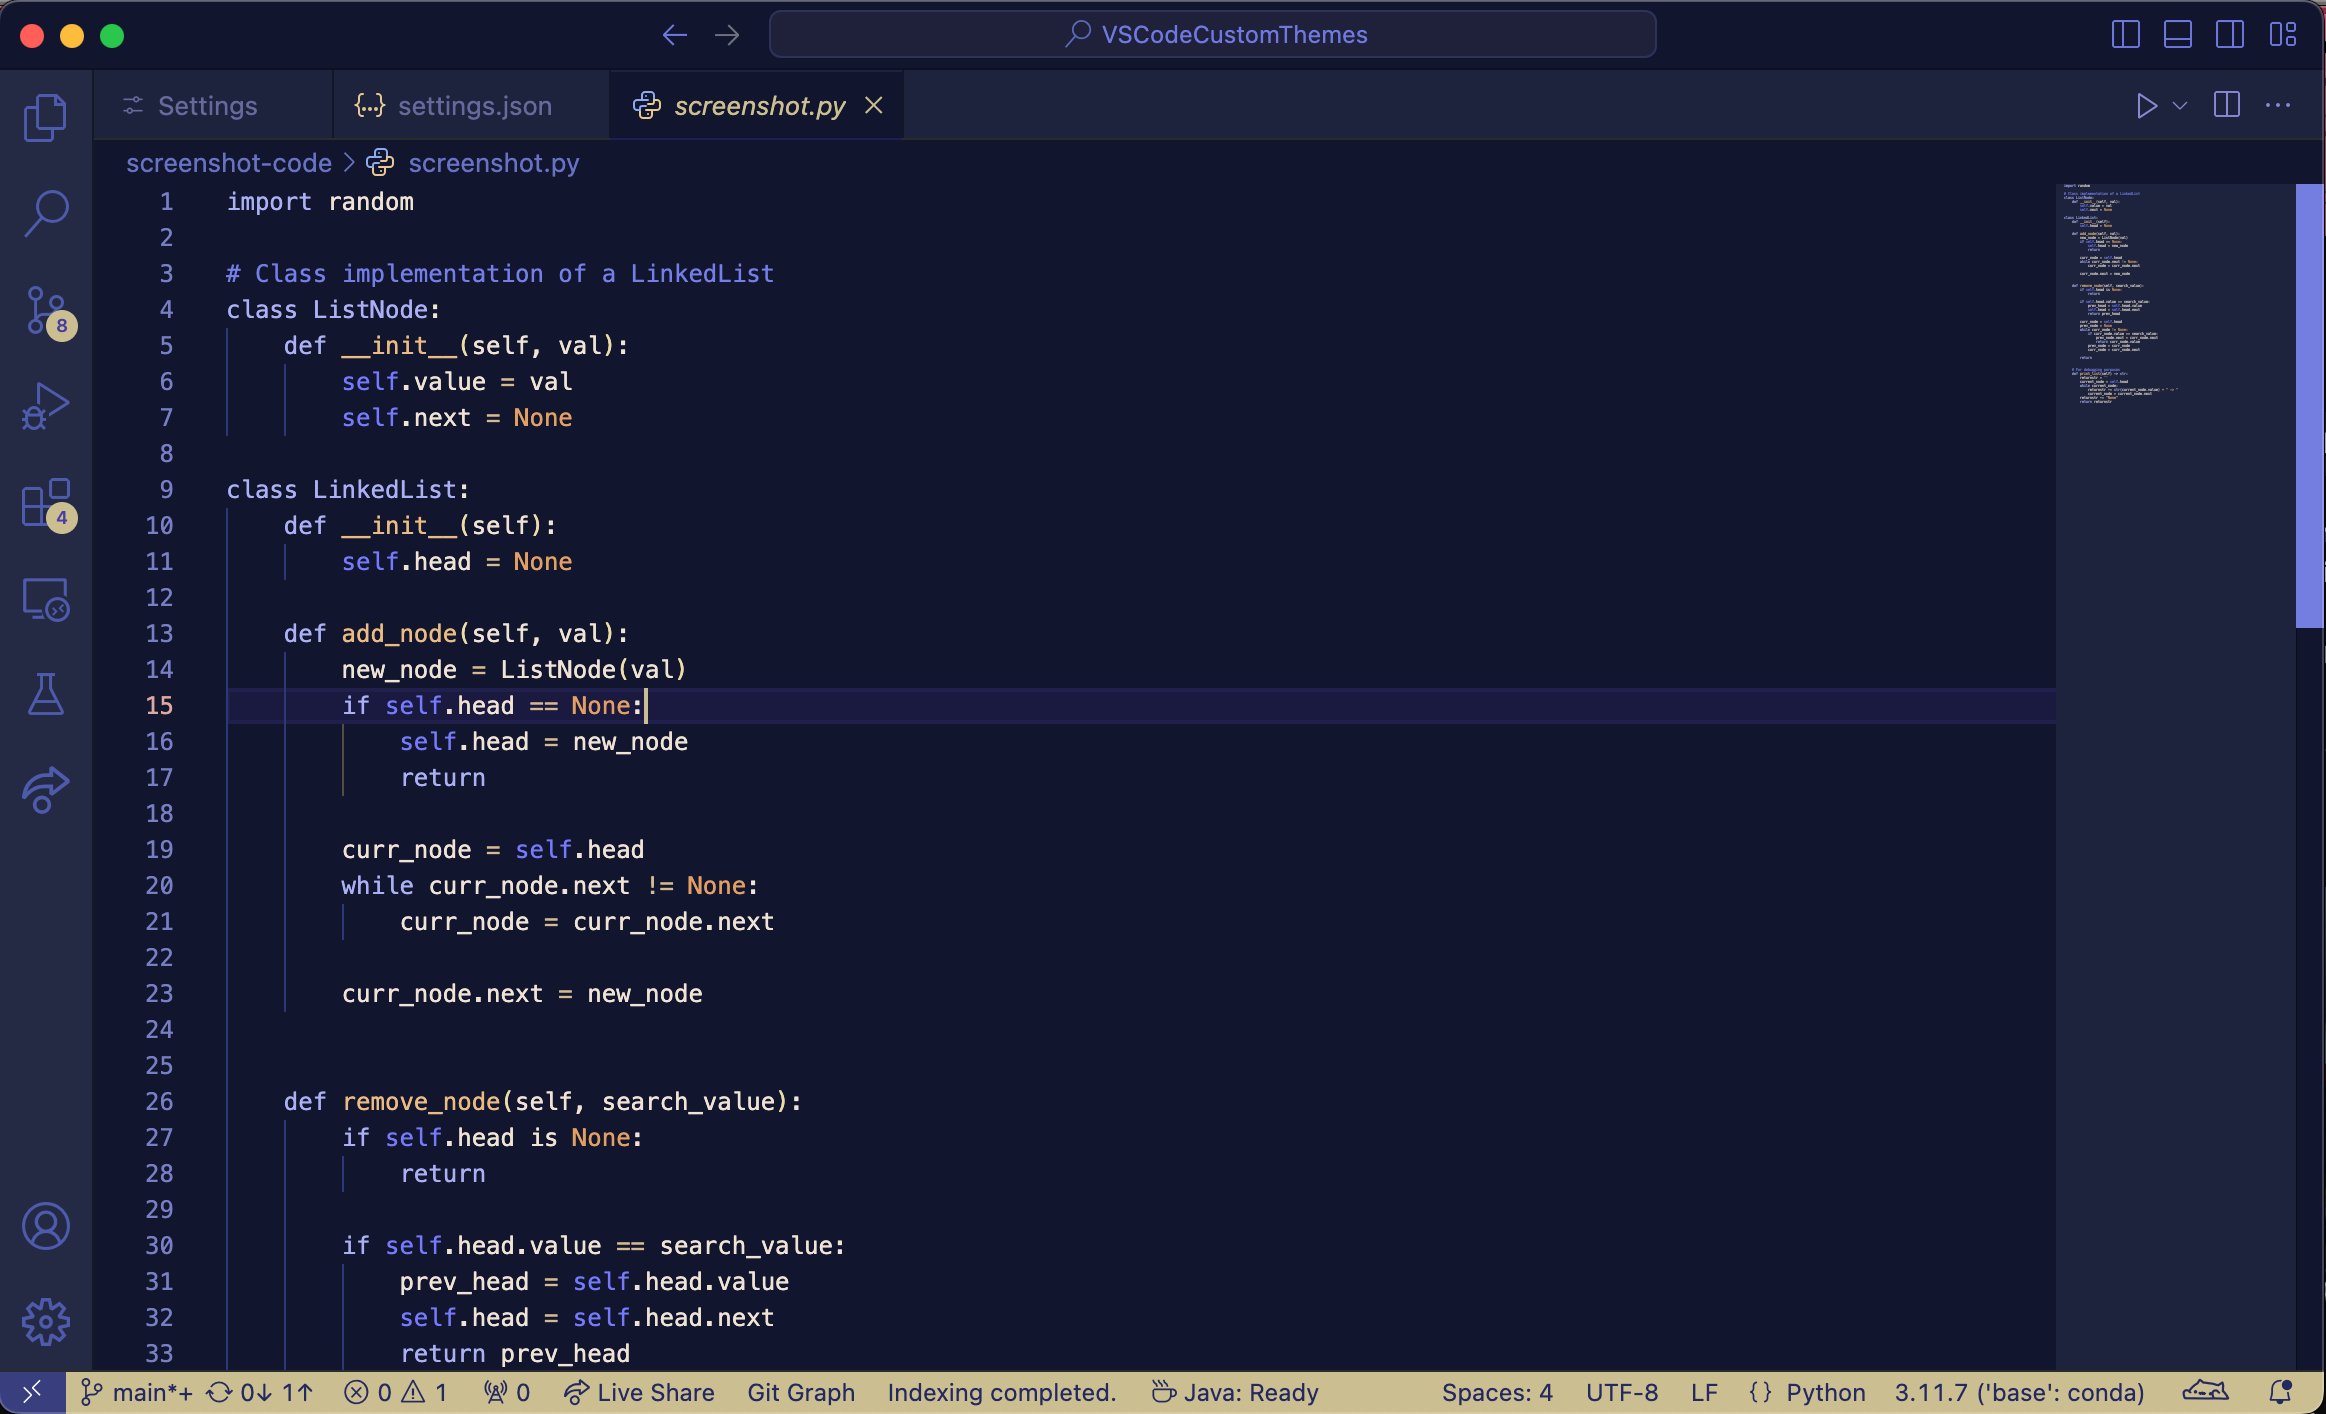 VSCodeCustomThemes
Settings
settings.json
screenshot.py
screenshot-code > screenshot.py
1 import random
2
3 # Class implementation of a LinkedList
4 class ListNode:
5     def __init__(self, val):
6         self.value = val
7         self.next = None
8
9 class LinkedList:
10     def __init__(self):
11         self.head = None
12
13     def add_node(self, val):
14         new_node = ListNode(val)
15         if self.head == None:
16             self.head = new_node
17             return
18
19         curr_node = self.head
20         while curr_node.next != None:
21             curr_node = curr_node.next
22
23         curr_node.next = new_node
24
25
26     def remove_node(self, search_value):
27         if self.head is None:
28             return
29
30         if self.head.value == search_value:
31             prev_head = self.head.value
32             self.head = self.head.next
33             return prev_head
8
4
main*+ 0↓ 1↑ 0 1 0 Live Share Git Graph Indexing completed. Java: Ready Spaces: 4 UTF-8 LF {} Python 3.11.7 ('base': conda)